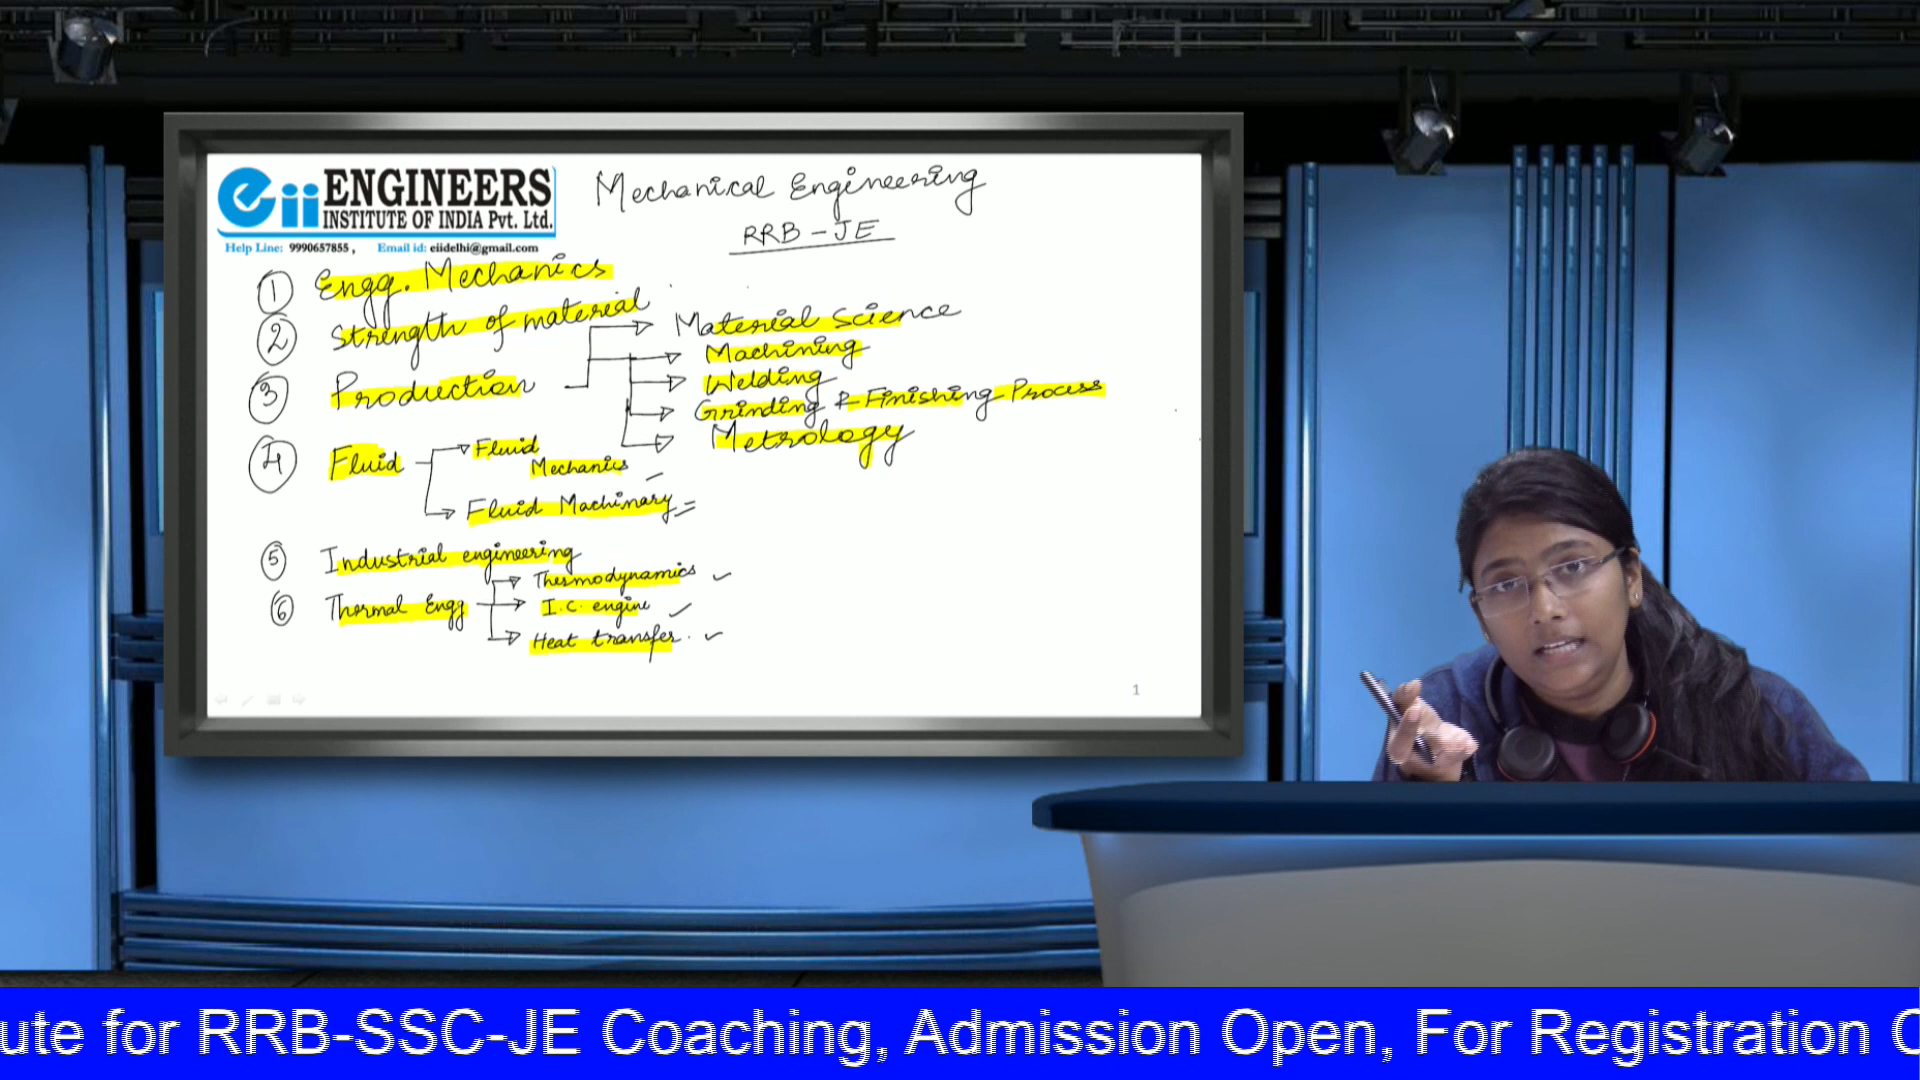 eii ENGINEERS
INSTITUTE OF INDIA Pvt. Ltd.
Help Line: 9990657855 , Email id: eiidelhi@gmail.com
Mechanical Engineering
RRB - JE
1 Engg. Mechanics
2 Strength of material
3 Production
Material Science
Machining
Welding
Grinding & Finishing Process
Metrology
4 Fluid
Fluid
Mechanics
Fluid Machinary
5 Industrial engineering
6 Thermal Engg
Thermodynamics
I.C. engine
Heat transfer.
1
ute for RRB-SSC-JE Coaching, Admission Open, For Registration C